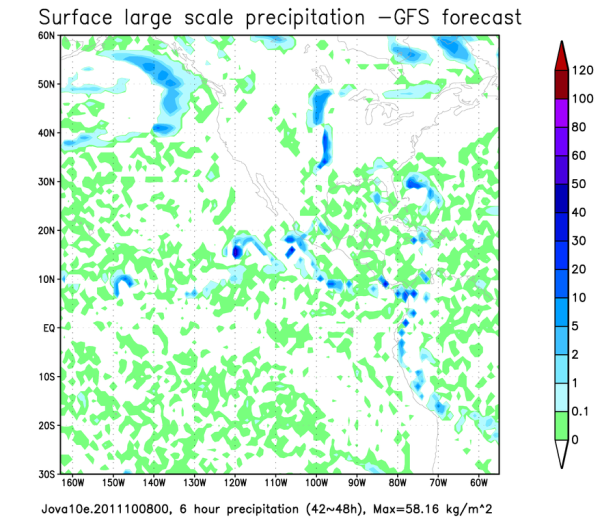 Surface large scale precipitation −GFS forecast
60N
50N
40N
30N
20N
10N
EQ
10S
20S
30S
160W 150W 140W 130W 120W 110W 100W 90W 80W 70W 60W
120
100
80
60
50
40
30
20
10
5
2
1
0.1
0
Jova10e.2011100800, 6 hour precipitation (42~48h), Max=58.16 kg/m^2